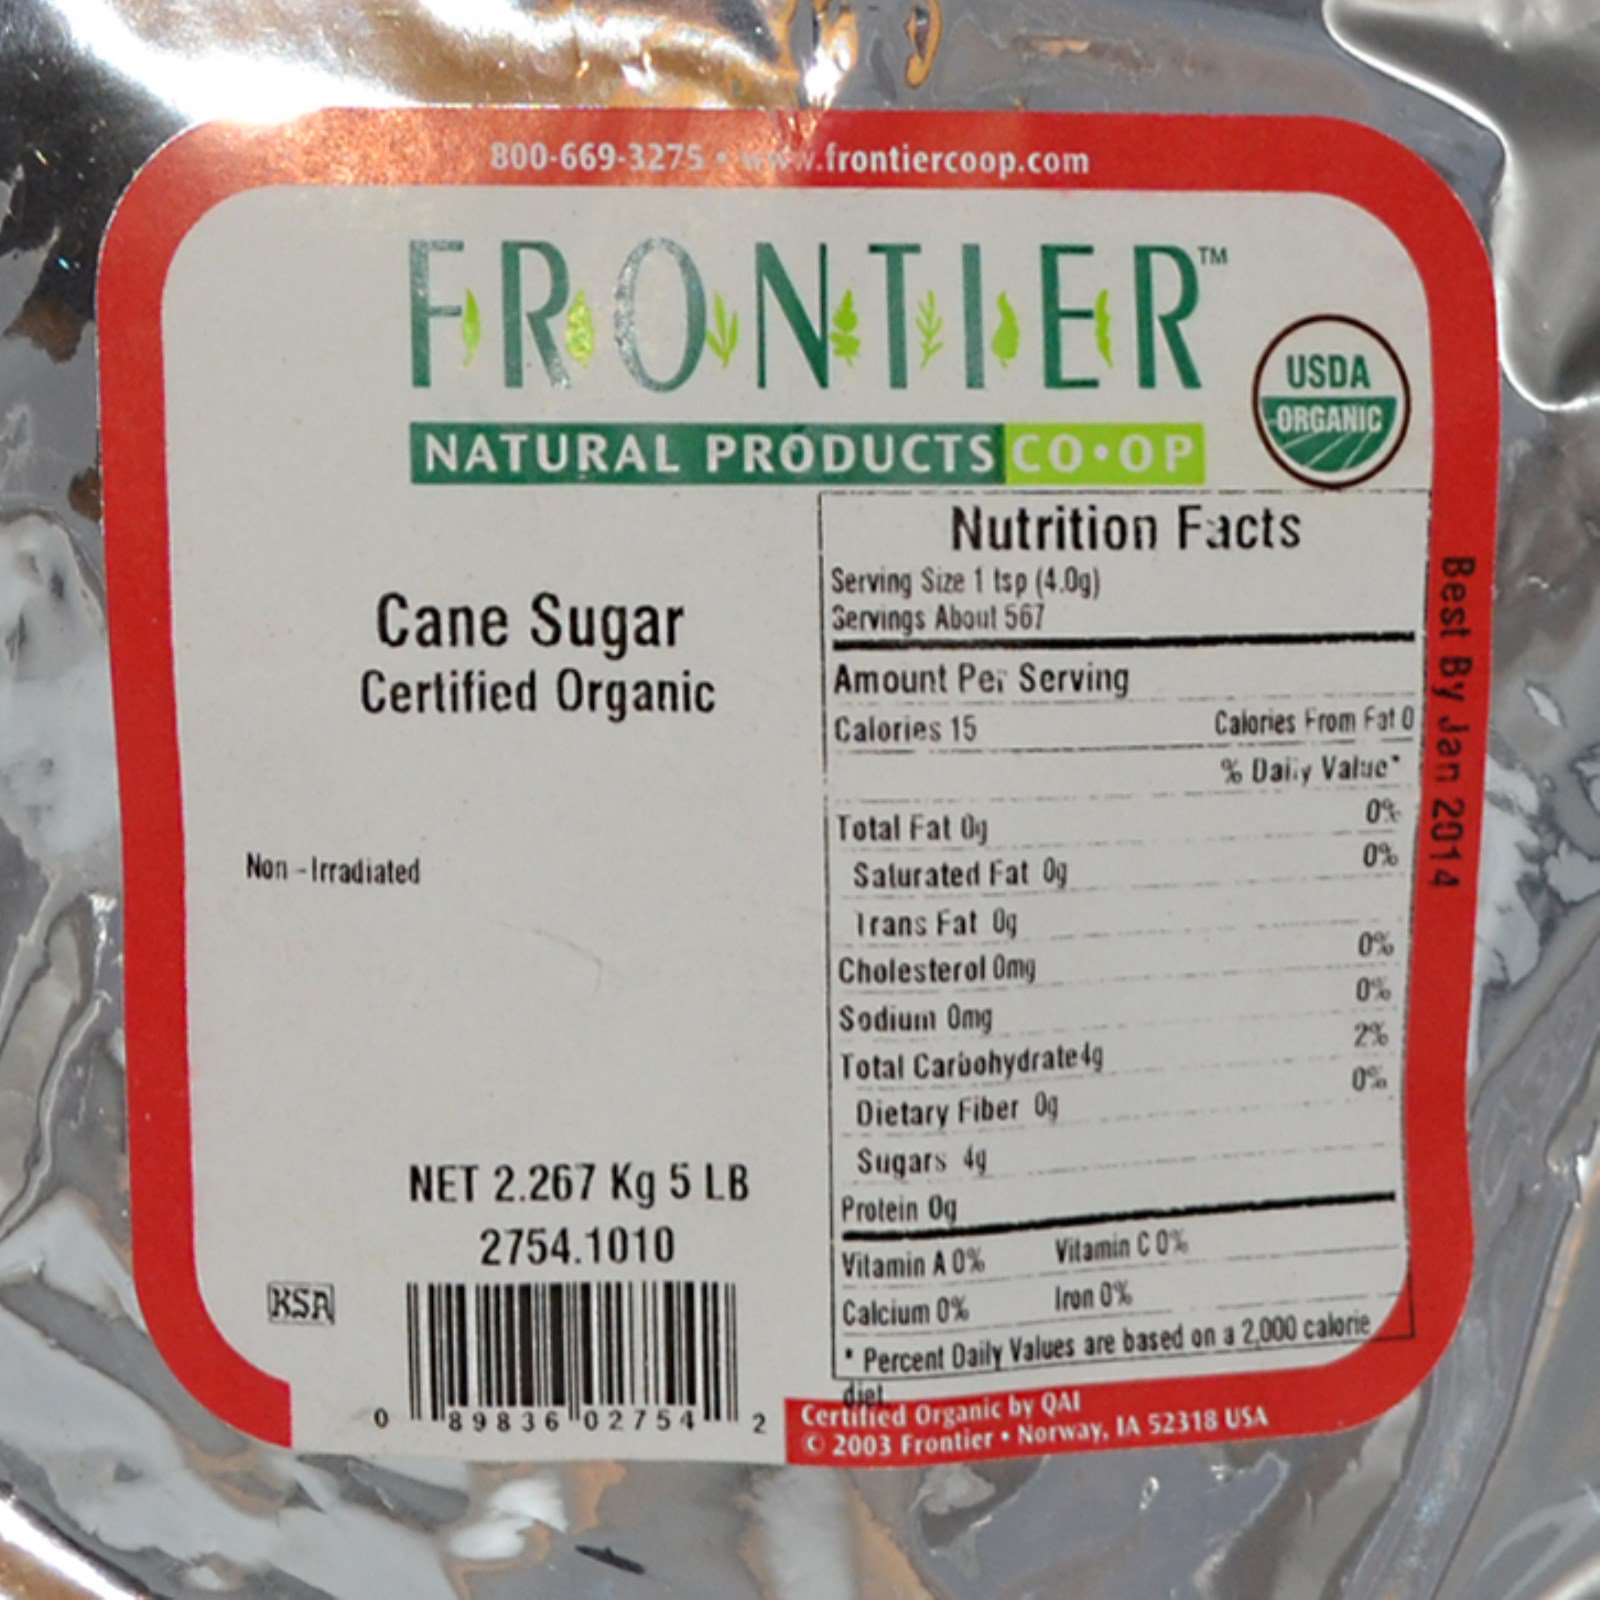 800-669-3275 • www.frontiercoop.com
FRONTIER™
NATURAL PRODUCTS CO•OP
USDA
ORGANIC
Cane Sugar
Certified Organic
Non-Irradiated
NET 2.267 Kg 5 LB
2754.1010
KSA
0 89836 02754 2
Nutrition Facts
Serving Size 1 tsp (4.0g)
Servings About 567
Amount Per Serving
Calories 15 Calories From Fat 0
% Daily Value*
Total Fat 0g 0%
Saturated Fat 0g 0%
Trans Fat 0g
Cholesterol 0mg 0%
Sodium 0mg 0%
Total Carbohydrate 4g 2%
Dietary Fiber 0g 0%
Sugars 4g
Protein 0g
Vitamin A 0% Vitamin C 0%
Calcium 0% Iron 0%
* Percent Daily Values are based on a 2,000 calorie
diet
Best By Jan 2014
Certified Organic by QAI
© 2003 Frontier • Norway, IA 52318 USA